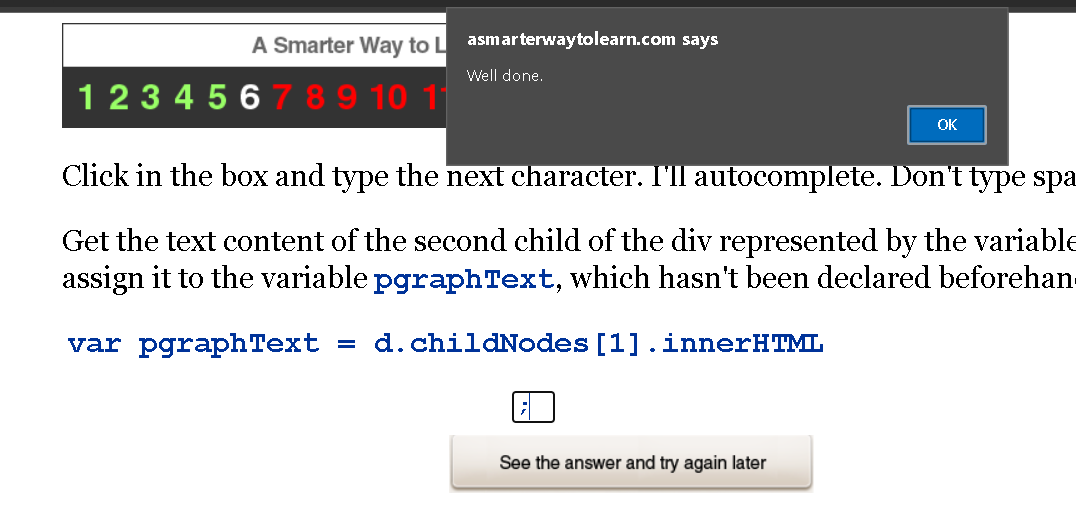 A Smarter Way to L
asmarterwaytolearn.com says
Well done.
1 2 3 4 5 6 7 8 9 10 11
OK
Click in the box and type the next character. I'll autocomplete. Don't type spa
Get the text content of the second child of the div represented by the variable
assign it to the variable pgraphText, which hasn't been declared beforehan
var pgraphText = d.childNodes[1].innerHTML
;
See the answer and try again later